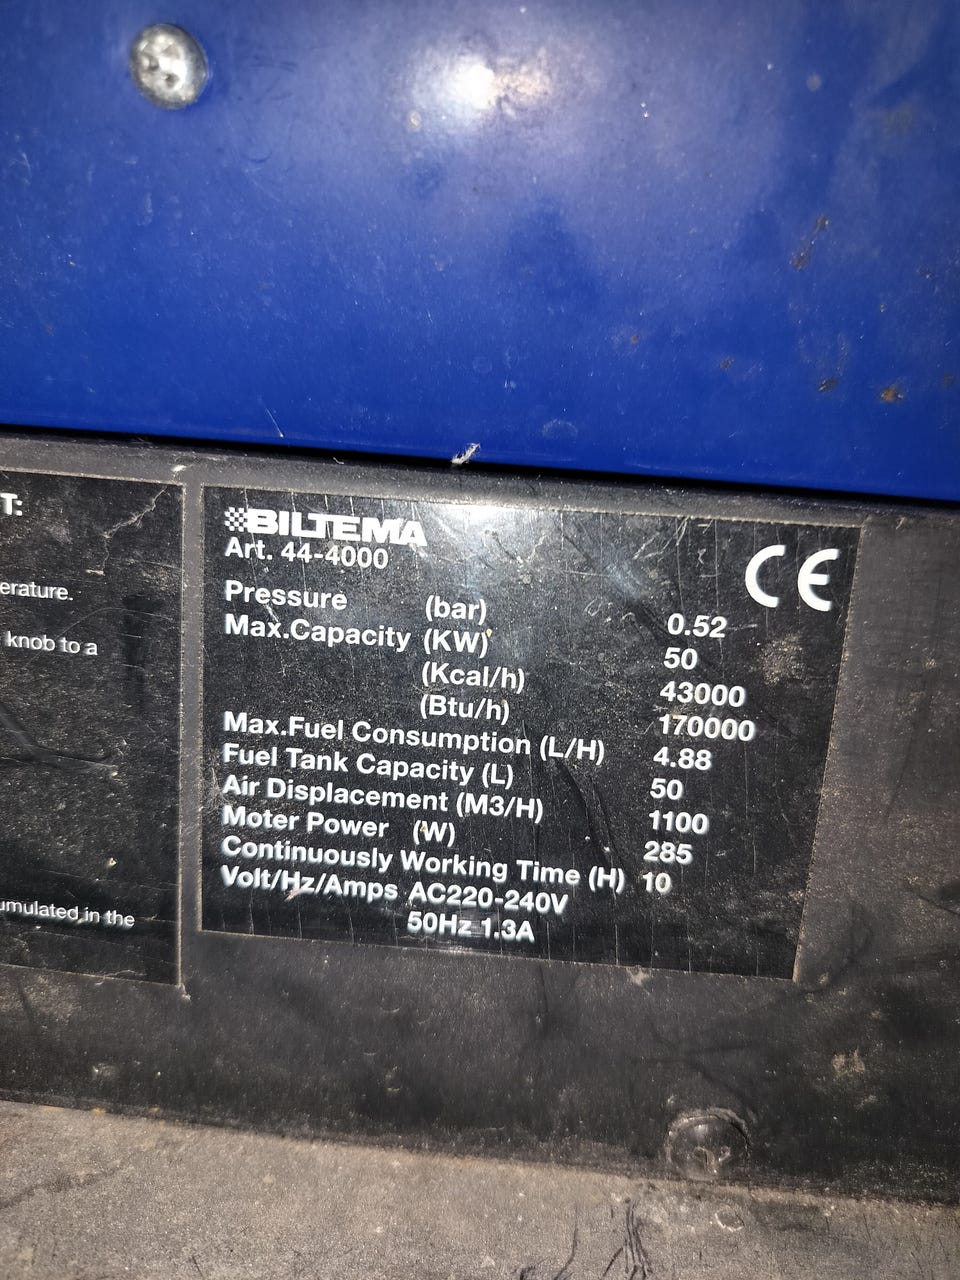 T:
erature.
knob to a
umulated in the
BILTEMA
Art. 44-4000
CE
Pressure (bar) 0.52
Max.Capacity (KW) 50
(Kcal/h) 43000
(Btu/h) 170000
Max.Fuel Consumption (L/H) 4.88
Fuel Tank Capacity (L) 50
Air Displacement (M3/H) 1100
Moter Power (W) 285
Continuously Working Time (H) 10
Volt/Hz/Amps AC220-240V
50Hz 1.3A